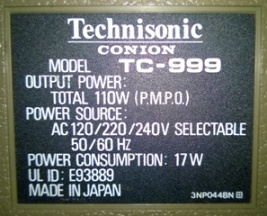 Technisonic
CONION
MODEL TC-999
OUTPUT POWER:
TOTAL 110W (P.M.P.O.)
POWER SOURCE:
AC 120/220/240V SELECTABLE
50/60 HZ
POWER CONSUMPTION: 17W
UL ID: E93889
MADE IN JAPAN
3NP044BN